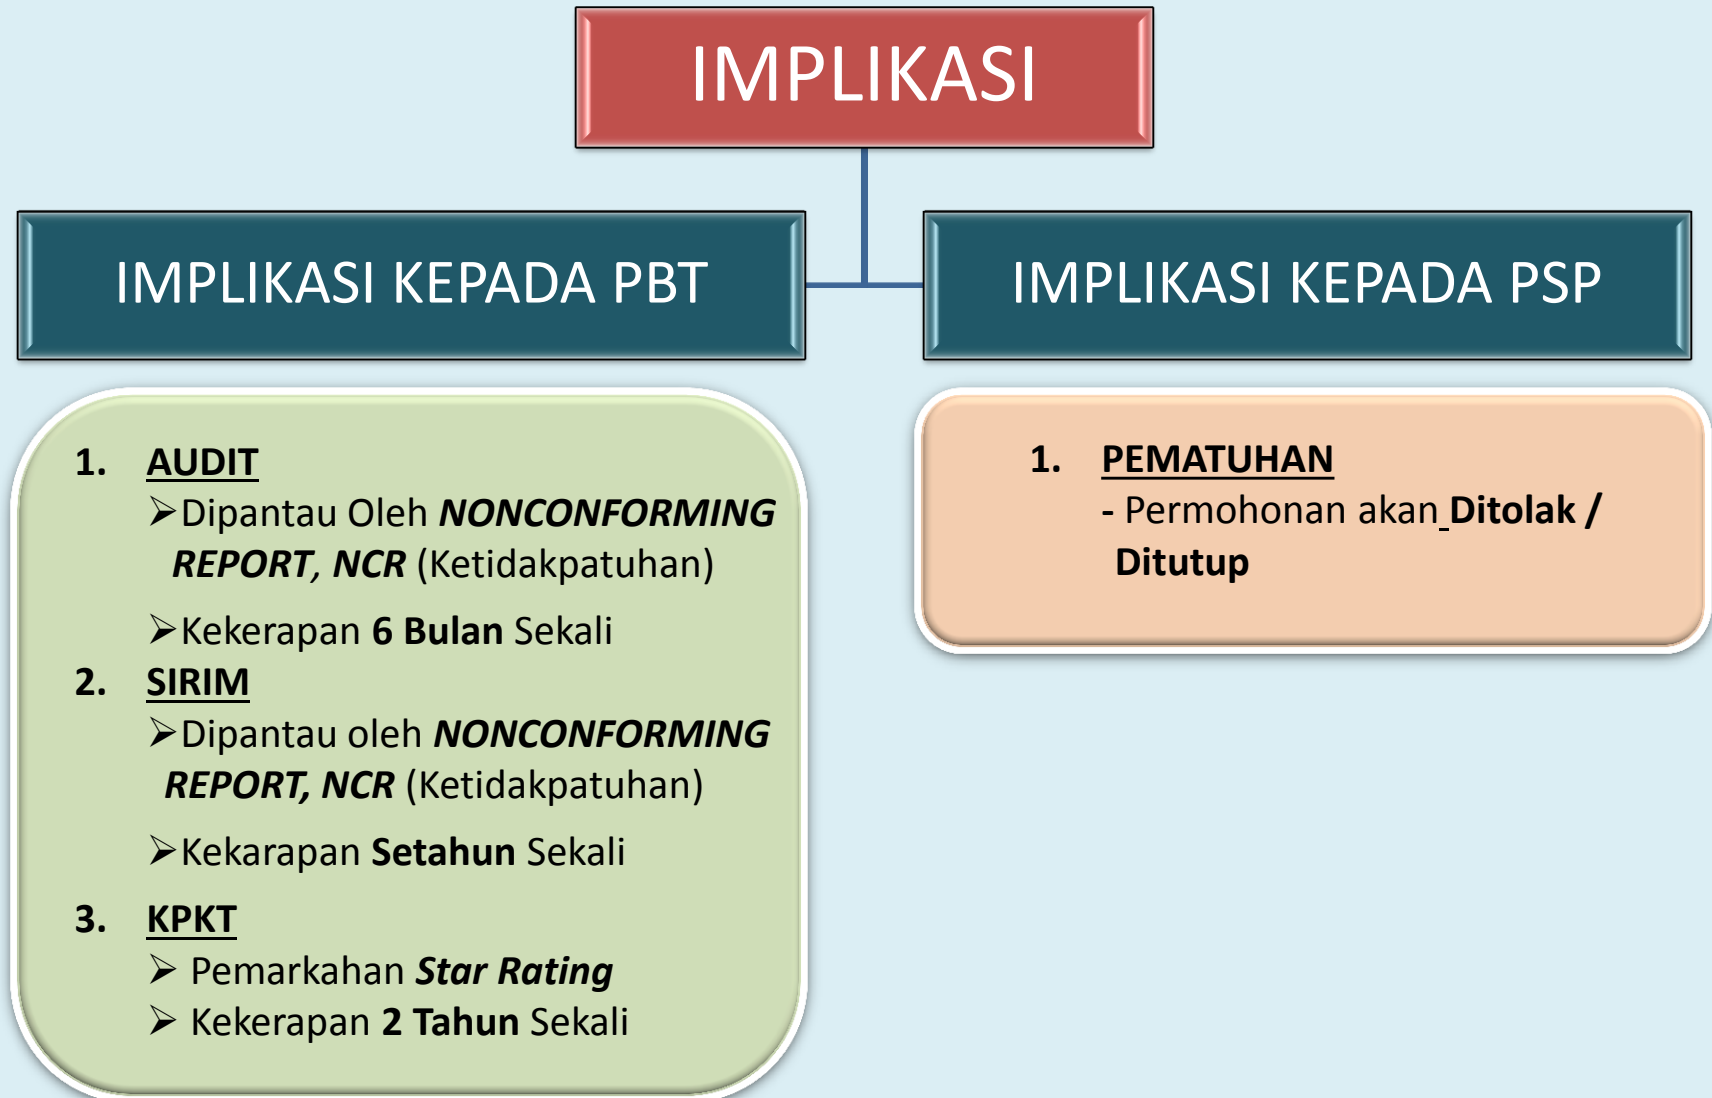 IMPLIKASI
IMPLIKASI KEPADA PBT
IMPLIKASI KEPADA PSP
1. AUDIT
➢Dipantau Oleh NONCONFORMING
REPORT, NCR (Ketidakpatuhan)
➢Kekerapan 6 Bulan Sekali
2. SIRIM
➢Dipantau oleh NONCONFORMING
REPORT, NCR (Ketidakpatuhan)
➢Kekarapan Setahun Sekali
3. KPKT
➢ Pemarkahan Star Rating
➢ Kekerapan 2 Tahun Sekali
1. PEMATUHAN
- Permohonan akan Ditolak /
Ditutup